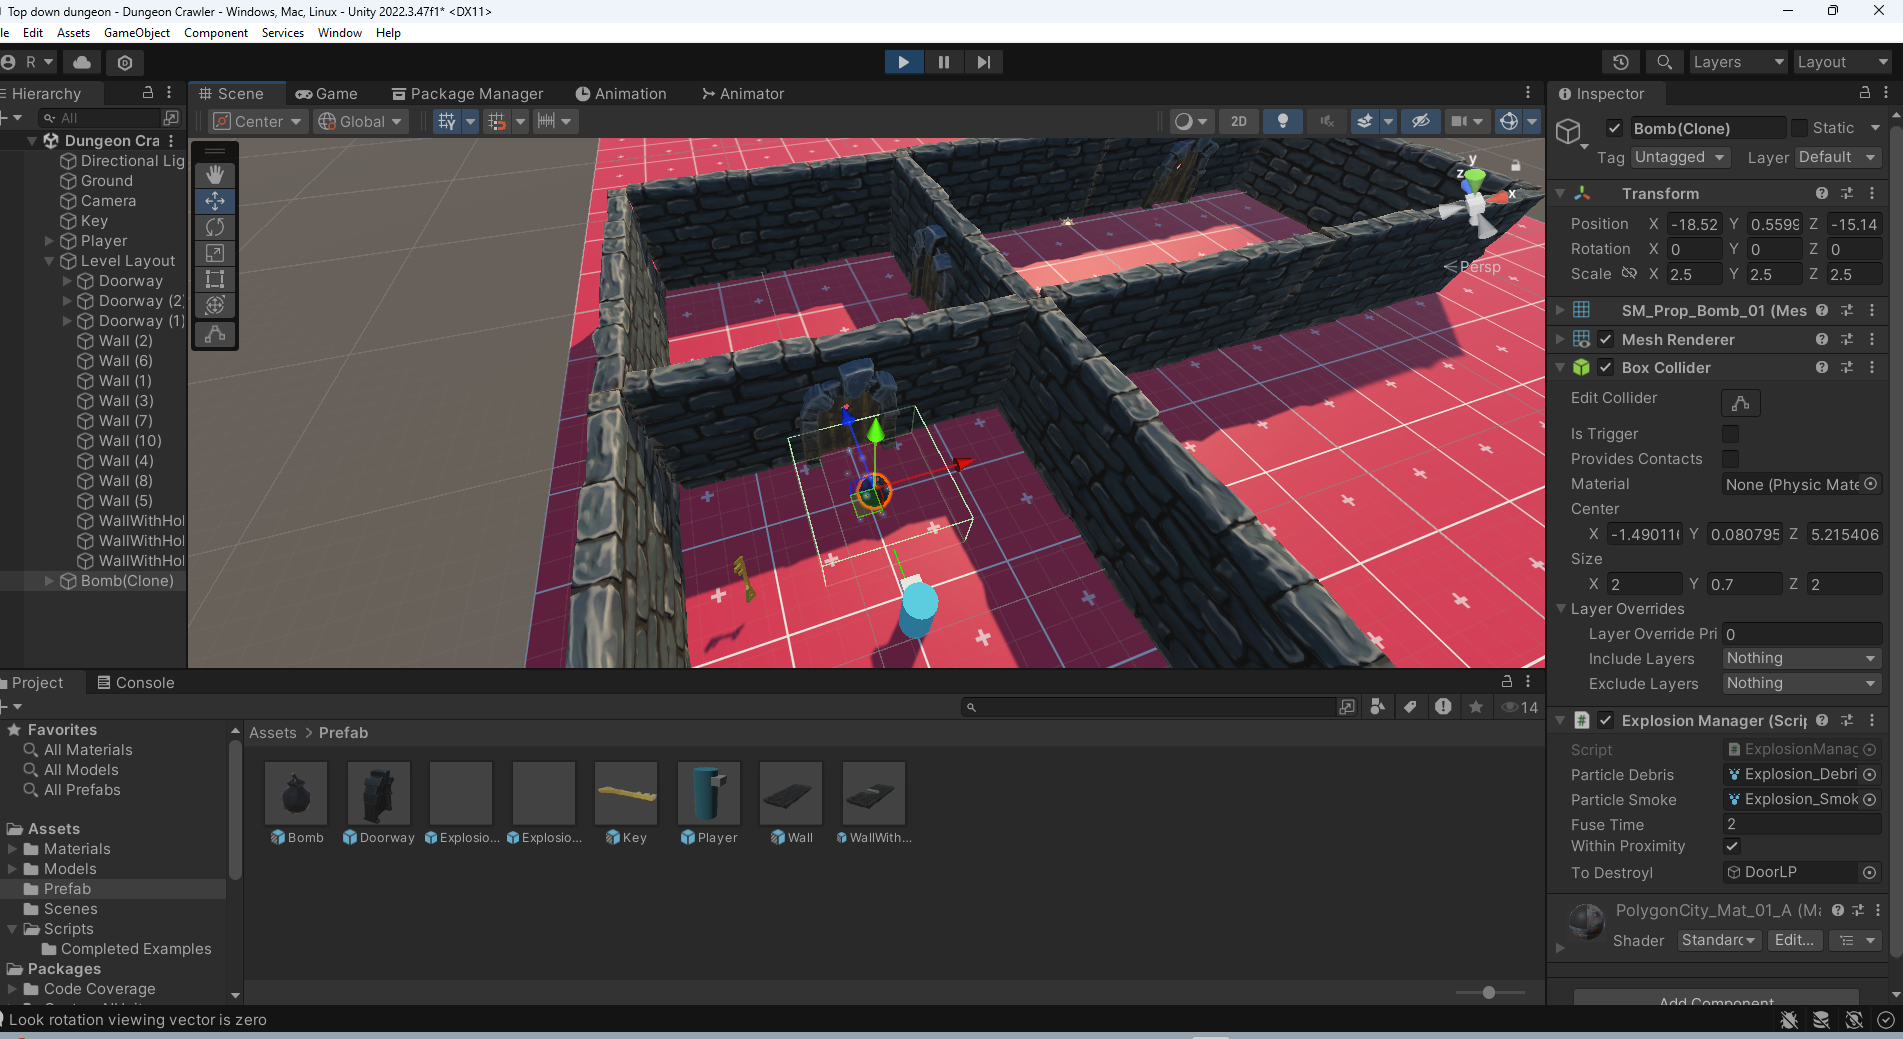 Top down dungeon - Dungeon Crawler - Windows, Mac, Linux - Unity 2022.3.47f1* <DX11>
le Edit Assets GameObject Component Services Window Help
R
Layers
Layout
Hierarchy
All
Dungeon Cra
Directional Lig
Ground
Camera
Key
Player
Level Layout
Doorway
Doorway (2)
Doorway (1)
Wall (2)
Wall (6)
Wall (1)
Wall (3)
Wall (7)
Wall (10)
Wall (4)
Wall (8)
Wall (5)
WallWithHol
WallWithHol
WallWithHol
Bomb(Clone)
Scene
Game
Package Manager
Animation
Animator
Center
Global
2D
y
z
x
Persp
Inspector
Bomb(Clone)
Static
Tag Untagged
Layer Default
Transform
Position X -18.52 Y 0.5599 Z -15.14
Rotation X 0 Y 0 Z 0
Scale X 2.5 Y 2.5 Z 2.5
SM_Prop_Bomb_01 (Mes
Mesh Renderer
Box Collider
Edit Collider
Is Trigger
Provides Contacts
Material None (Physic Mate
Center
X -1.49011 Y 0.080795 Z 5.215406
Size
X 2 Y 0.7 Z 2
Layer Overrides
Layer Override Pri 0
Include Layers Nothing
Exclude Layers Nothing
Explosion Manager (Scrip
Script ExplosionManag
Particle Debris Explosion_Debri
Particle Smoke Explosion_Smok
Fuse Time 2
Within Proximity
To Destroyl DoorLP
PolygonCity_Mat_01_A (Ma
Shader Standard Edit...
Add Component
Project
Console
14
Favorites
All Materials
All Models
All Prefabs
Assets
Materials
Models
Prefab
Scenes
Scripts
Completed Examples
Packages
Code Coverage
Assets > Prefab
Bomb
Doorway
Explosio...
Explosio...
Key
Player
Wall
WallWith...
Look rotation viewing vector is zero